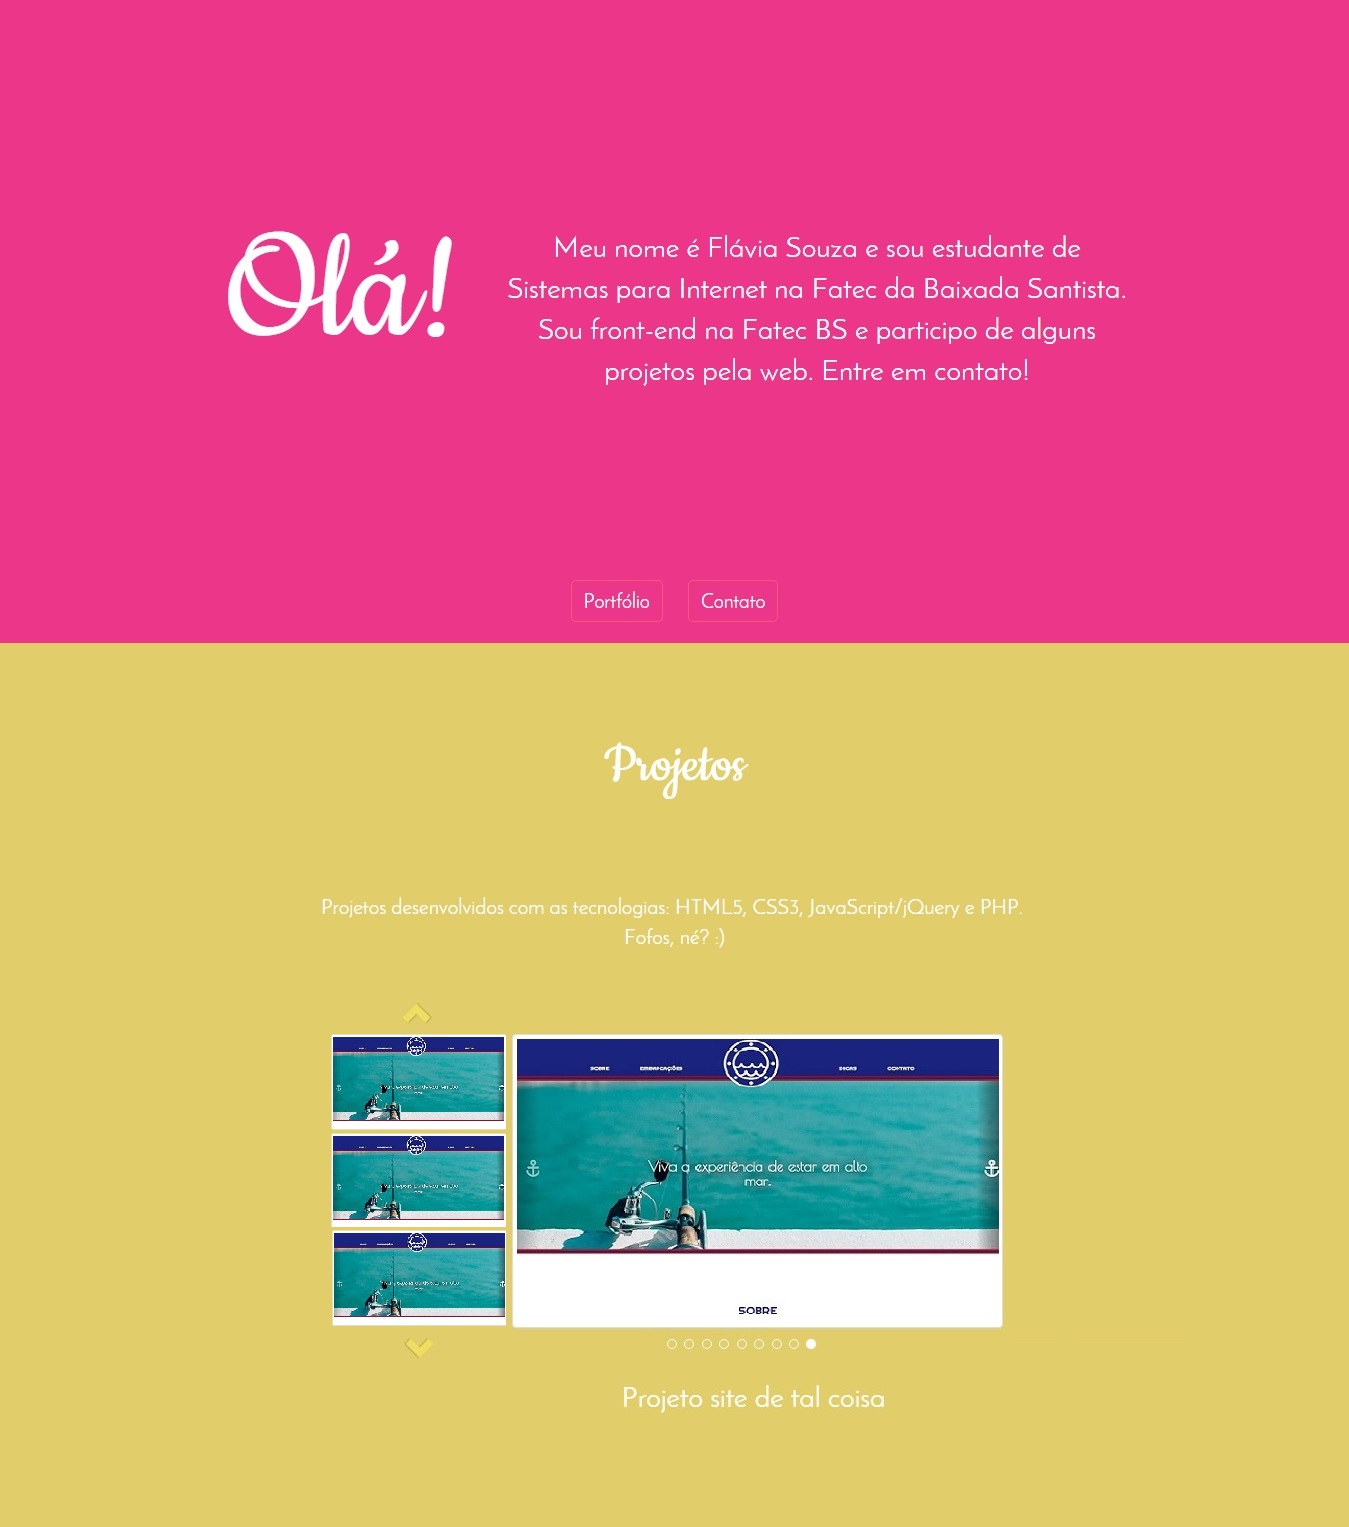 Olá!
Meu nome é Flávia Souza e sou estudante de
Sistemas para Internet na Fatec da Baixada Santista.
Sou front-end na Fatec BS e participo de alguns
projetos pela web. Entre em contato!
Portfólio
Contato
Projetos
Projetos desenvolvidos com as tecnologias: HTML5, CSS3, JavaScript/jQuery e PHP.
Fofos, né? :)
SOBRE
EMBARCAÇÕES
DICAS
CONTATO
Viva a experiência de estar em alto
mar..
SOBRE
Projeto site de tal coisa